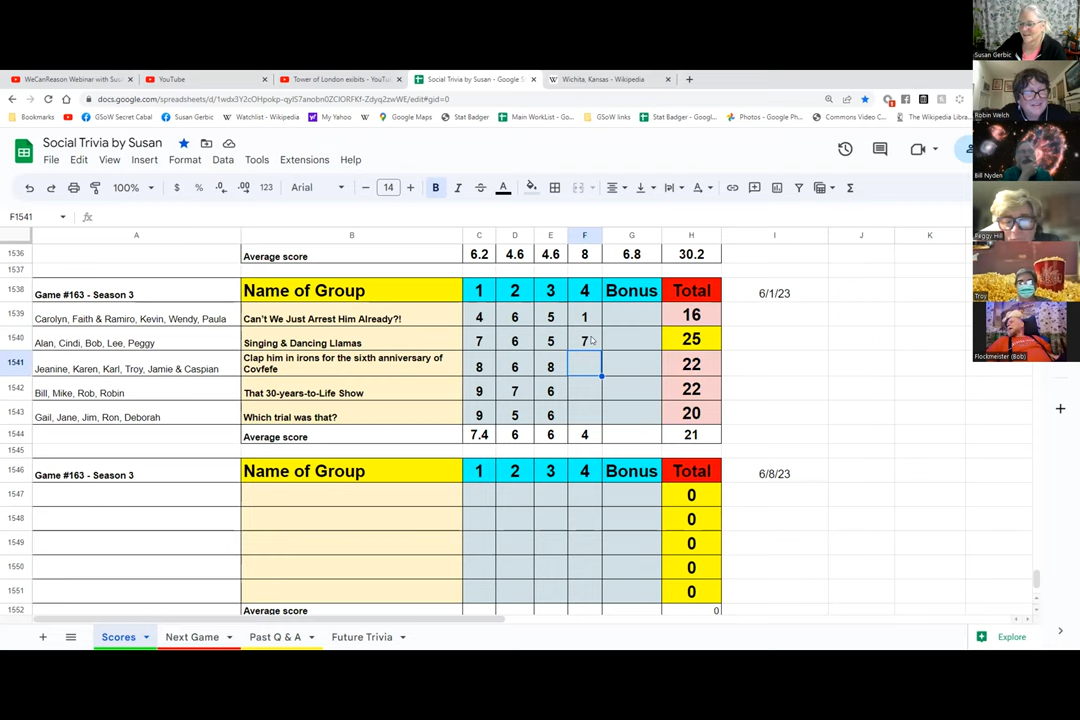 WeCanReason Webinar with Sus
YouTube
Tower of London exibits - YouTu
Social Trivia by Susan - Google S
Wichita, Kansas - Wikipedia
Bookmarks
GSoW Secret Cabal
Susan Gerbic
Watchlist - Wikipedia
My Yahoo
Google Maps
Stat Badger
Main WorkList - Go...
GSoW links
Stat Badger - Goog...
Photos - Google Ph...
Commons Video C...
The Wikipedia Libra
Social Trivia by Susan
File Edit View Insert Format Data Tools Extensions Help
100% $ % .0 .00 123 Arial 14 B I
F1541
A B C D E F G H I J K
1536 Average score 6.2 4.6 4.6 8 6.8 30.2
1537
1538 Game #163 - Season 3 Name of Group 1 2 3 4 Bonus Total 6/1/23
1539 Carolyn, Faith & Ramiro, Kevin, Wendy, Paula Can't We Just Arrest Him Already?! 4 6 5 1 16
1540 Alan, Cindi, Bob, Lee, Peggy Singing & Dancing Llamas 7 6 5 7 25
1541 Jeanine, Karen, Karl, Troy, Jamie & Caspian Clap him in irons for the sixth anniversary of
Covfefe 8 6 8 22
1542 Bill, Mike, Rob, Robin That 30-years-to-Life Show 9 7 6 22
1543 Gail, Jane, Jim, Ron, Deborah Which trial was that? 9 5 6 20
1544 Average score 7.4 6 6 4 21
1545
1546 Game #163 - Season 3 Name of Group 1 2 3 4 Bonus Total 6/8/23
1547 0
1548 0
1549 0
1550 0
1551 0
1552 Average score 0
Scores Next Game Past Q & A Future Trivia
Explore
Susan Gerbic
Robin Welch
Bill Nyden
Peggy Hill
Troy
Flockmeister (Bob)